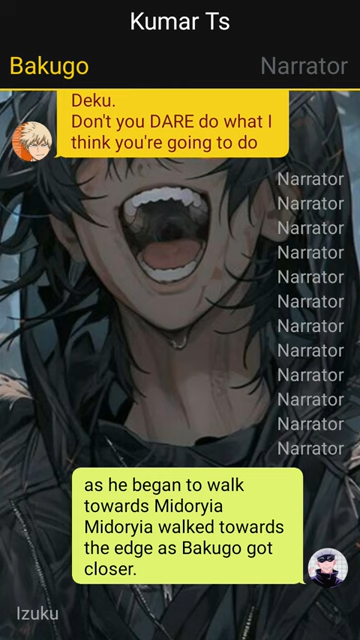 Kumar Ts
Bakugo
Narrator
Deku.
Don't you DARE do what I
think you're going to do
Narrator
Narrator
Narrator
Narrator
Narrator
Narrator
Narrator
Narrator
Narrator
Narrator
Narrator
Narrator
as he began to walk
towards Midoryia
Midoryia walked towards
the edge as Bakugo got
closer.
Izuku